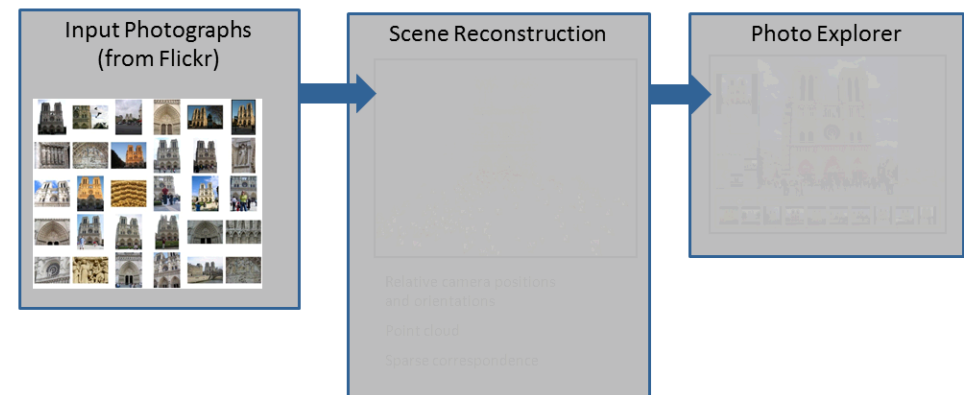 Input Photographs
(from Flickr)
Scene Reconstruction
Relative camera positions
and orientations
Point cloud
Sparse correspondence
Photo Explorer